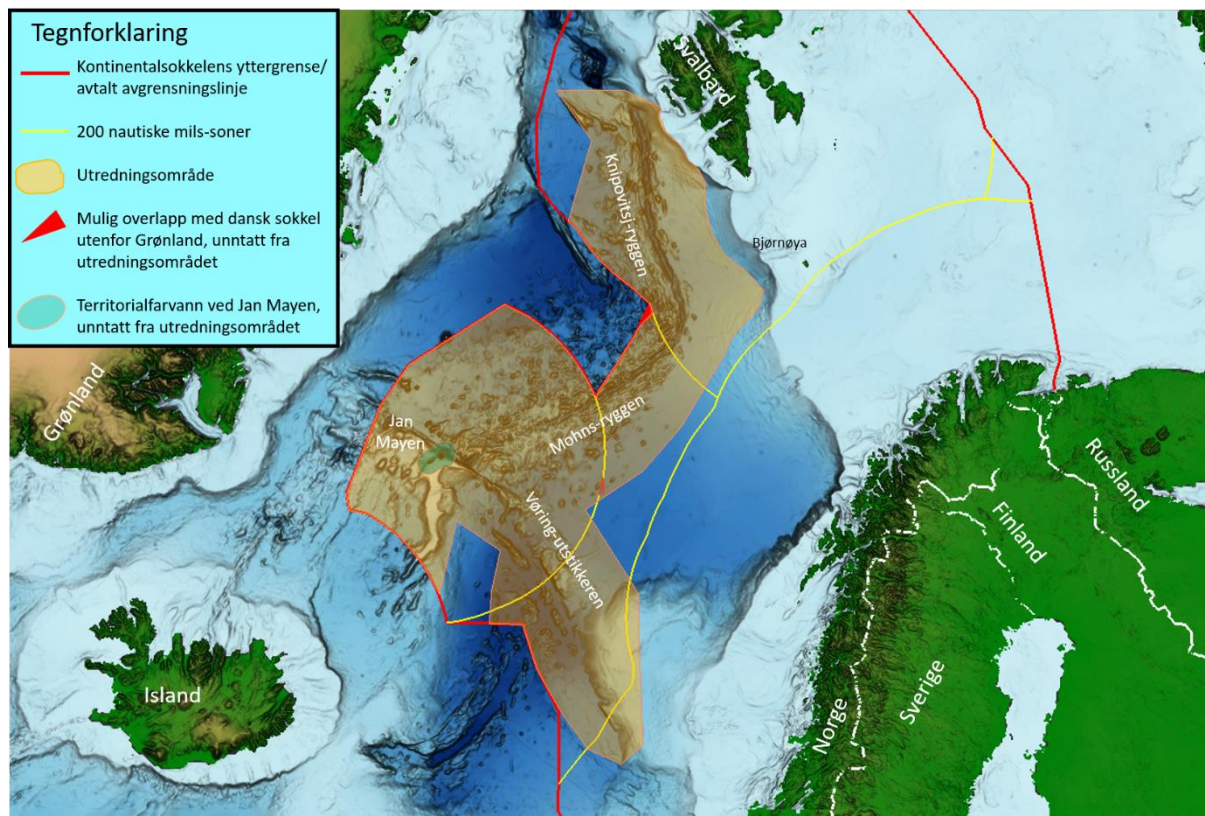 Tegnforklaring
Kontinentalsokkelens yttergrense/
avtalt avgrensningslinje
200 nautiske mils-soner
Utredningsområde
Mulig overlapp med dansk sokkel
utenfor Grønland, unntatt fra
utredningsområdet
Territorialfarvann ved Jan Mayen,
unntatt fra utredningsområdet
Svalbard
Knipovitsj-ryggen
Bjørnøya
Grønland
Jan
Mayen
Mohns-ryggen
Vøring-utstikkeren
Russland
Finland
Island
Norge
Sverige